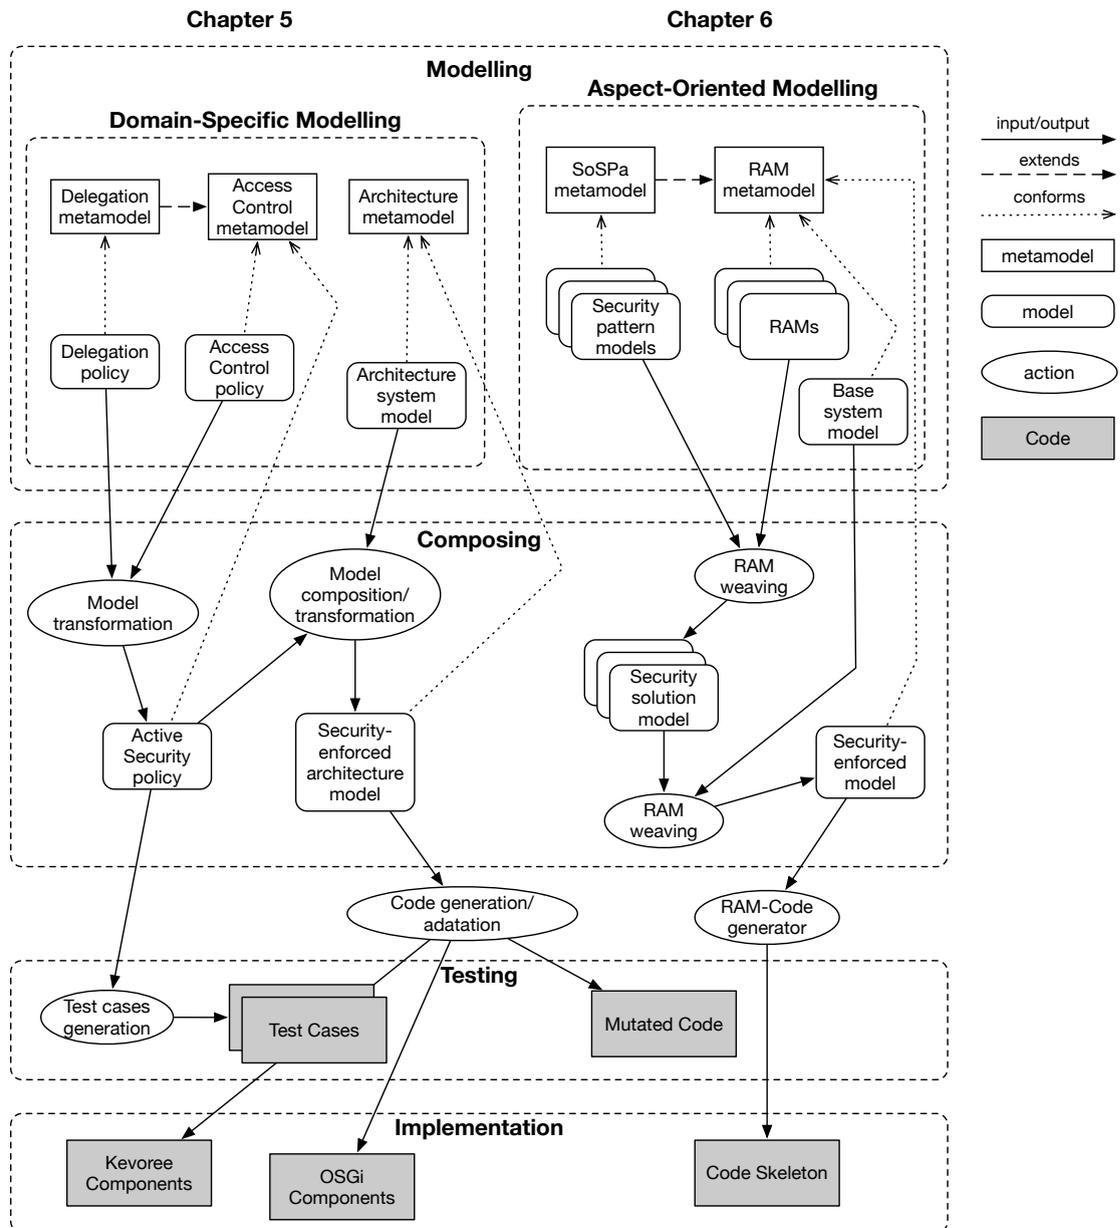 Chapter 5
Chapter 6
Modelling
Aspect-Oriented Modelling
Domain-Specific Modelling
Delegation
metamodel
Access
Control
metamodel
Architecture
metamodel
SoSPa
metamodel
RAM
metamodel
Delegation
policy
Access
Control
policy
Architecture
system
model
Security
pattern
models
RAMs
Base
system
model
input/output
extends
conforms
metamodel
model
action
Code
Composing
Model
transformation
Model
composition/
transformation
RAM
weaving
Active
Security
policy
Security-
enforced
architecture
model
Security
solution
model
RAM
weaving
Security-
enforced
model
Code generation/
adatation
RAM-Code
generator
Testing
Test cases
generation
Test Cases
Mutated Code
Implementation
Kevoree
Components
OSGi
Components
Code Skeleton